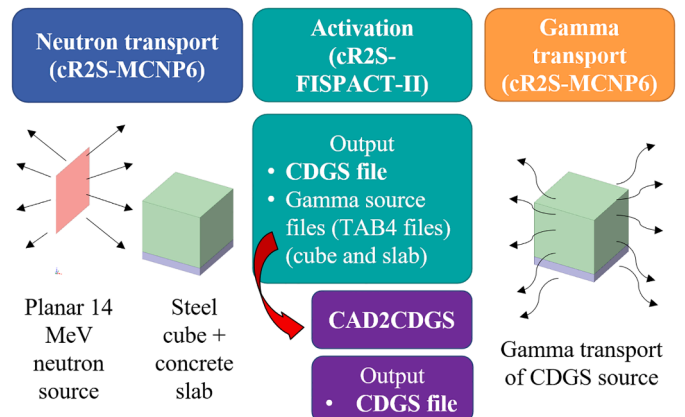 Neutron transport
(cR2S-MCNP6)
Activation
(cR2S-
FISPACT-II)
Gamma
transport
(cR2S-MCNP6)
Output
• CDGS file
• Gamma source
files (TAB4 files)
(cube and slab)
Planar 14
MeV
neutron
source
Steel
cube +
concrete
slab
CAD2CDGS
Output
• CDGS file
Gamma transport
of CDGS source